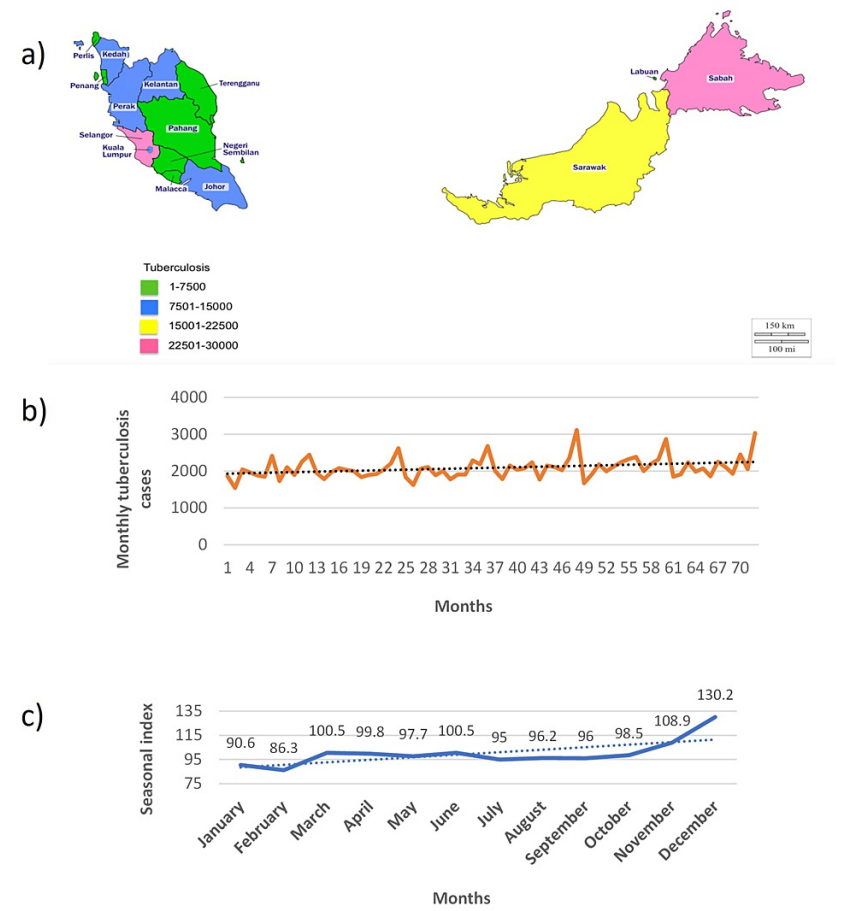 a)
Perlis
Kedah
Penang
Kelantan
Terengganu
Perak
Selangor
Pahang
Kuala
Lumpur
Negeri
Sembilan
Malacca
Johor
Labuan
Sabah
Sarawak
Tuberculosis
1-7500
7501-15000
15001-22500
22501-30000
150 km
100 mi
b)
Monthly tuberculosis
cases
4000
3000
2000
1000
0
1 4 7 10 13 16 19 22 25 28 31 34 37 40 43 46 49 52 55 58 61 64 67 70
Months
c)
Seasonal index
135
115
95
75
90.6 86.3 100.5 99.8 97.7 100.5 95 96.2 96 98.5 108.9 130.2
January February March April May June July August September October November December
Months